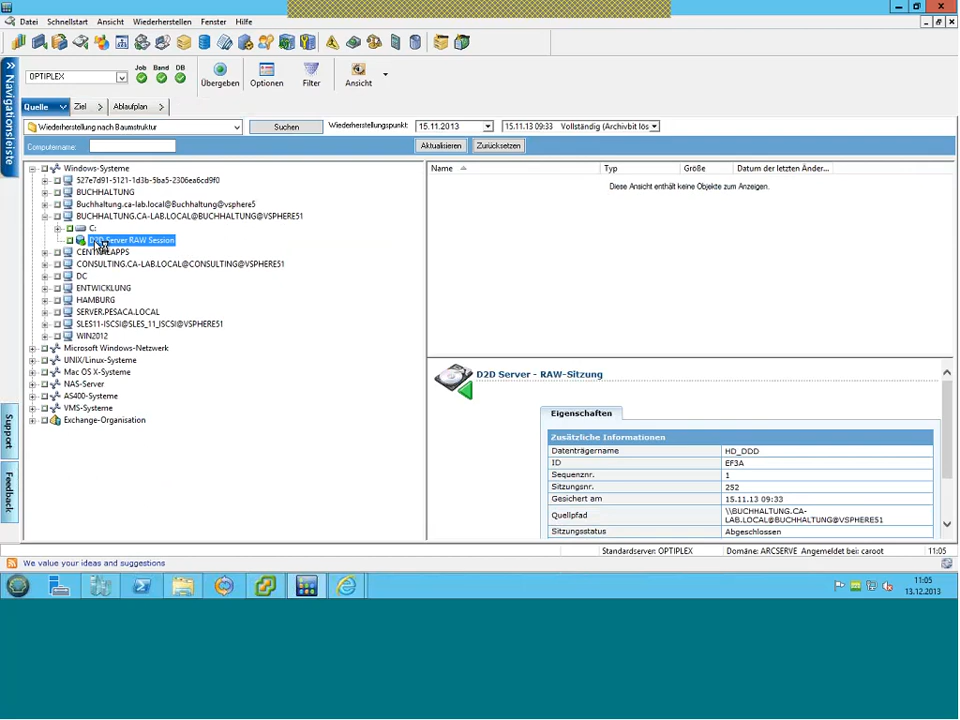 Datei Schnellstart Ansicht Wiederherstellen Fenster Hilfe
OPTIPLEX Job Band DB Übergeben Optionen Filter Ansicht
Quelle Ziel Ablaufplan
Wiederherstellung nach Baumstruktur Suchen Wiederherstellungspunkt: 15.11.2013 15.11.13 09:33 Vollständig (Archivbit lös
Computername: Aktualisieren Zurücksetzen
Navigationsleiste
Support
Feedback
Windows-Systeme
527e7d91-5121-1d3b-5ba5-2306ea6cd9f0
BUCHHALTUNG
Buchhaltung.ca-lab.local@Buchhaltung@vsphere5
BUCHHALTUNG.CA-LAB.LOCAL@BUCHHALTUNG@VSPHERE51
C:
Server RAW Session
CONSULTING.CA-LAB.LOCAL@CONSULTING@VSPHERE51
DC
ENTWICKLUNG
HAMBURG
SERVER.PESACA.LOCAL
SLES11-ISCSI@SLES_11_ISCSI@VSPHERE51
WIN2012
Microsoft Windows-Netzwerk
UNIX/Linux-Systeme
Mac OS X-Systeme
NAS-Server
AS400-Systeme
VMS-Systeme
Exchange-Organisation
Name Typ Größe Datum der letzten Änder...
Diese Ansicht enthält keine Objekte zum Anzeigen.
D2D Server - RAW-Sitzung
Eigenschaften
Zusätzliche Informationen
Datenträgername HD_DDD
ID EF3A
Sequenznr. 1
Sitzungsnr. 252
Gesichert am 15.11.13 09:33
Quellpfad \\BUCHHALTUNG.CA-
LAB.LOCAL@BUCHHALTUNG@VSPHERE51
Sitzungsstatus Abgeschlossen
Standardserver: OPTIPLEX Domäne: ARCSERVE Angemeldet bei: caroot 11:05
We value your ideas and suggestions
11:05
13.12.2013